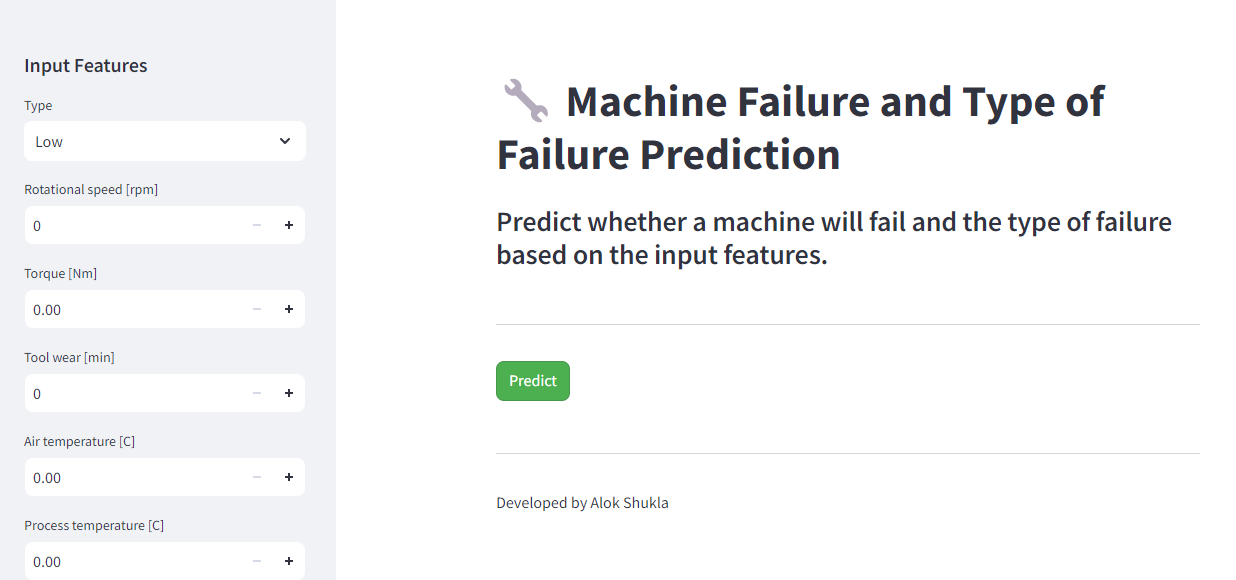 Input Features
Type
Low
Rotational speed [rpm]
0
Torque [Nm]
0.00
Tool wear [min]
0
Air temperature [C]
0.00
Process temperature [C]
0.00
Machine Failure and Type of
Failure Prediction
Predict whether a machine will fail and the type of failure
based on the input features.
Predict
Developed by Alok Shukla